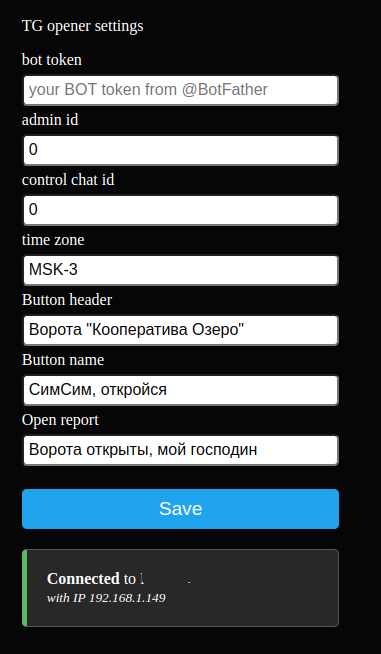 TG opener settings
bot token
your BOT token from @BotFather
admin id
0
control chat id
0
time zone
MSK-3
Button header
Ворота "Кооператива Озеро"
Button name
СимСим, откройся
Open report
Ворота открыты, мой господин
Save
Connected to
with IP 192.168.1.149